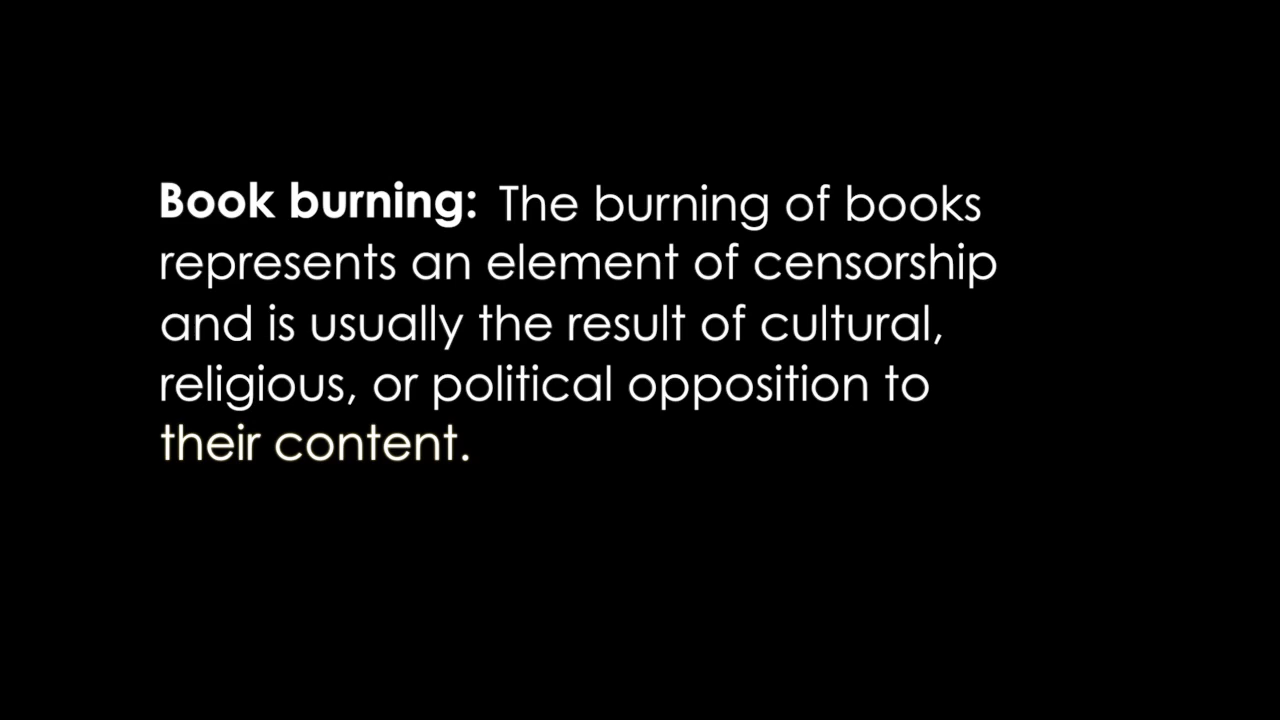 Book burning: The burning of books
represents an element of censorship
and is usually the result of cultural,
religious, or political opposition to
their content.